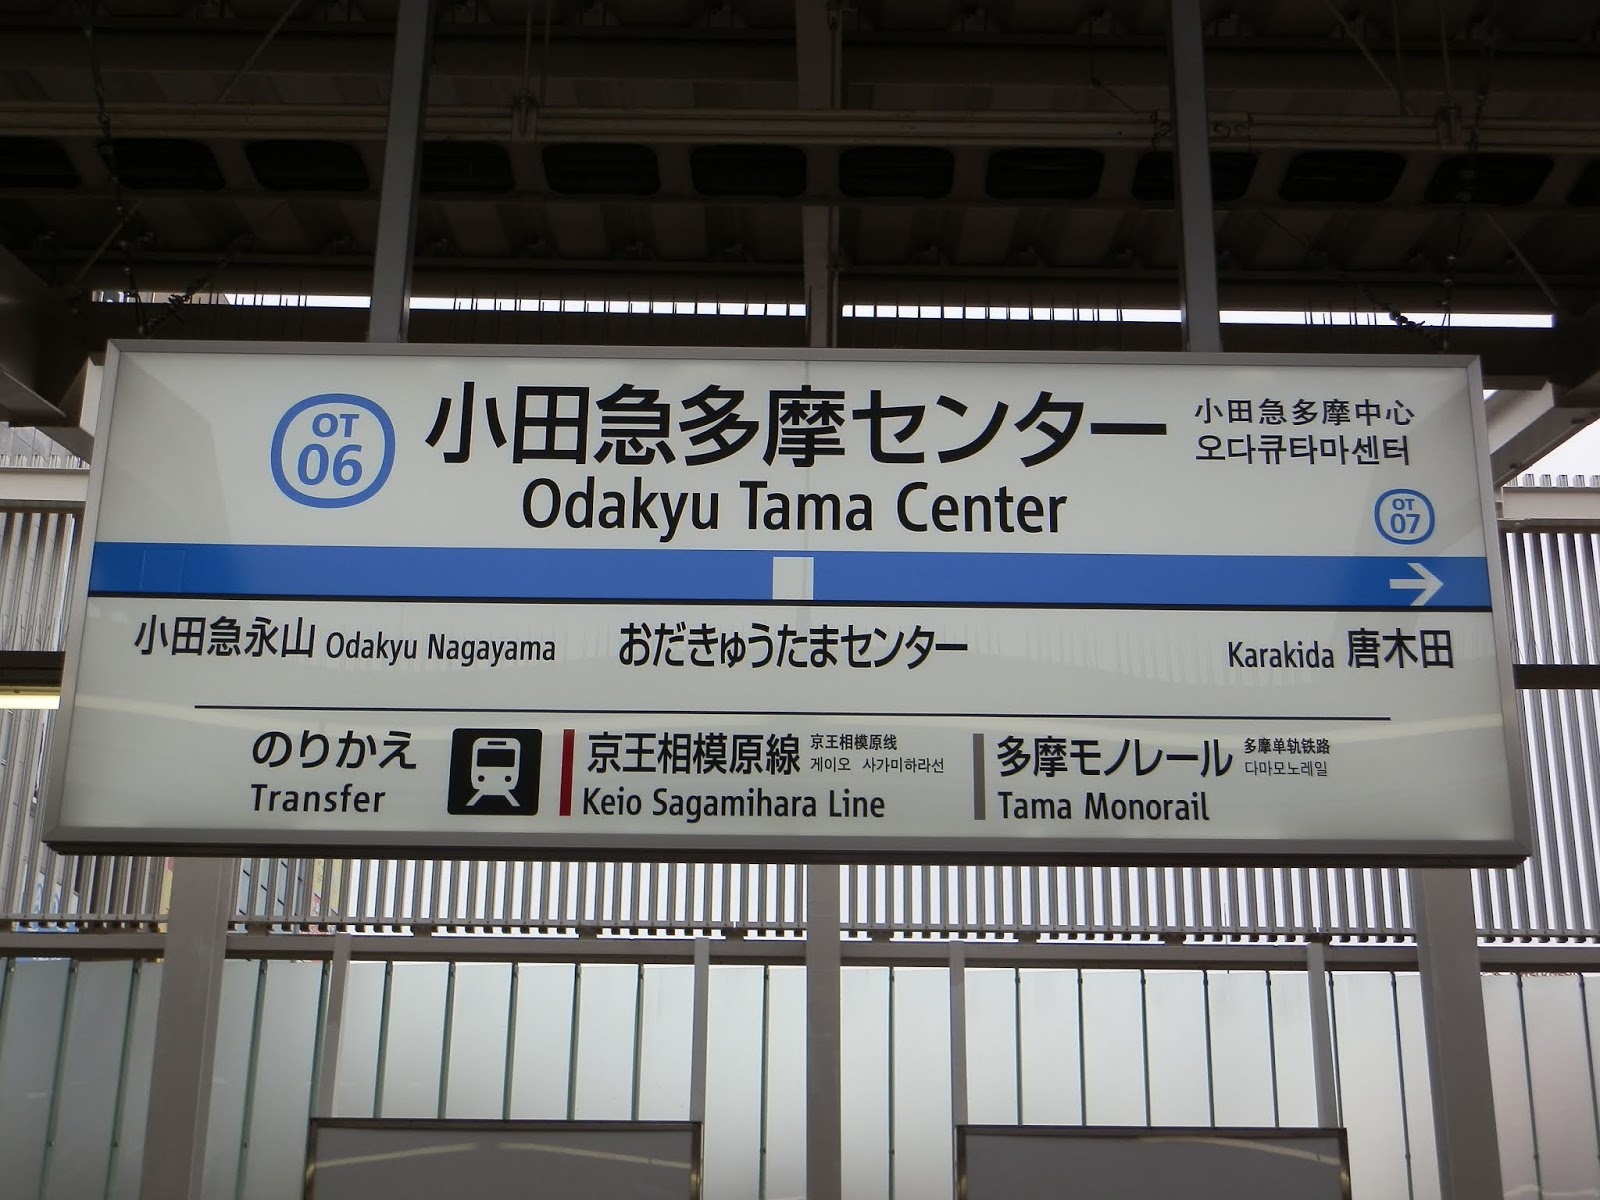 OT
06
小田急多摩センター
Odakyu Tama Center
小田急多摩中心
오다큐타마센터
OT
07
小田急永山 Odakyu Nagayama
おだきゅうたまセンター
Karakida 唐木田
のりかえ
Transfer
京王相模原線
京王相模原线
게이오 사가미하라선
Keio Sagamihara Line
多摩モノレール
多摩单轨铁路
다마모노레일
Tama Monorail